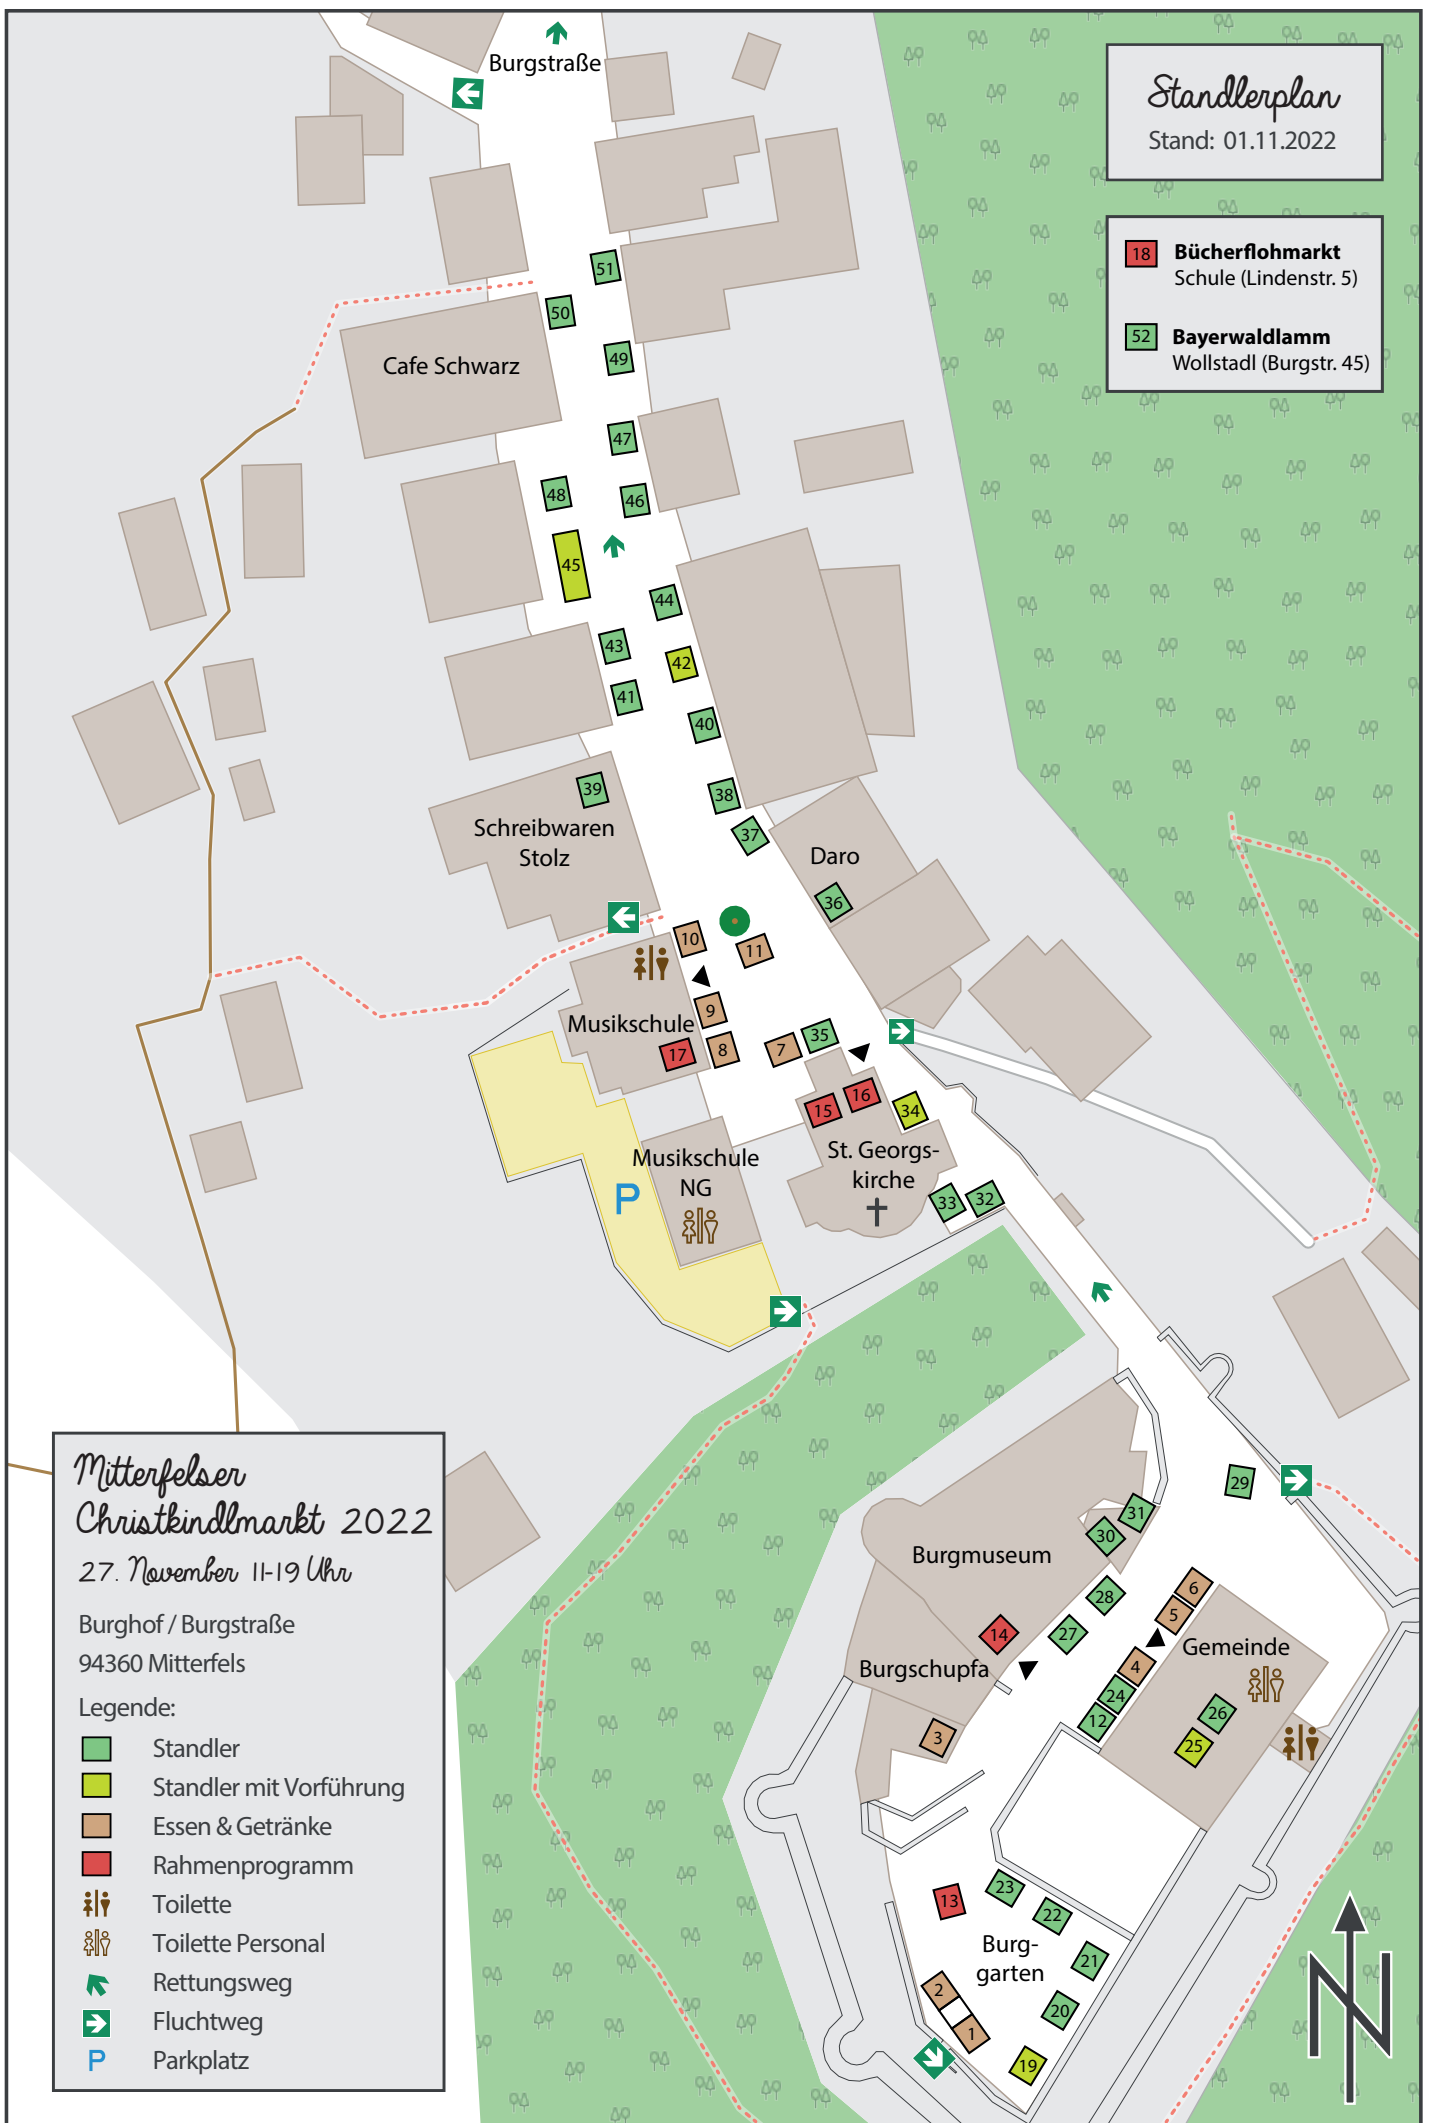 Burgstraße
Standlerplan
Stand: 01.11.2022
18 Bücherflohmarkt
Schule (Lindenstr. 5)
52 Bayerwaldlamm
Wollstadl (Burgstr. 45)
51
50
49
Cafe Schwarz
47
48
46
45
44
43
42
41
40
39
38
37
Schreibwaren
Stolz
Daro
36
10
11
9
Musikschule
17
8
7
35
15
16
34
St. Georgs-
kirche
Musikschule
NG
P
33
32
29
31
30
Burgmuseum
28
6
5
27
14
Gemeinde
4
Burgschupfa
24
12
26
25
3
23
13
22
Burg-
garten
21
2
20
1
19
N
Mitterfelser
Christkindlmarkt 2022
27. November 11-19 Uhr
Burghof / Burgstraße
94360 Mitterfels
Legende:
Standler
Standler mit Vorführung
Essen & Getränke
Rahmenprogramm
Toilette
Toilette Personal
Rettungsweg
Fluchtweg
P Parkplatz